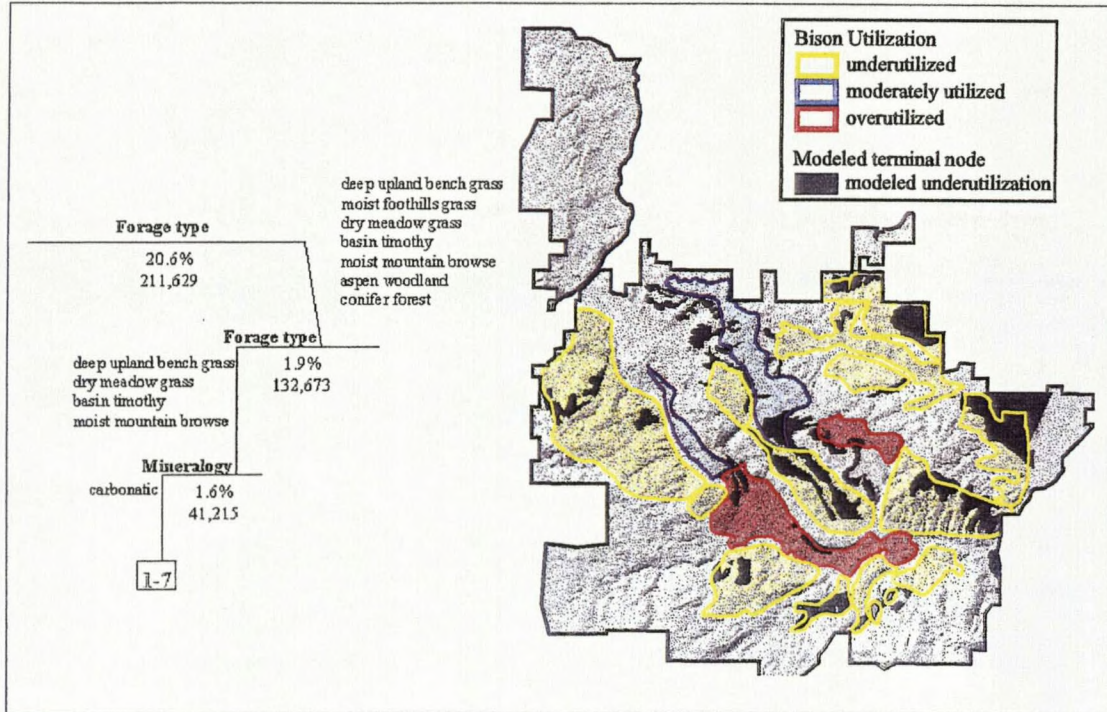 Forage type
20.6%
211,629
deep upland bench grass
moist foothills grass
dry meadow grass
basin timothy
moist mountain browse
aspen woodland
conifer forest
Forage type
1.9%
132,673
deep upland bench grass
dry meadow grass
basin timothy
moist mountain browse
Mineralogy
carbonatic
1.6%
41,215
1-7
Bison Utilization
underutilized
moderately utilized
overutilized
Modeled terminal node
modeled underutilization